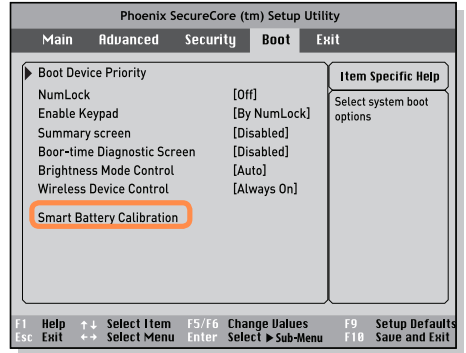 Phoenix SecureCore (tm) Setup Utility
Main Advanced Security Boot Exit
Boot Device Priority
NumLock [Off]
Enable Keypad [By NumLock]
Summary screen [Disabled]
Boor-time Diagnostic Screen [Disabled]
Brightness Mode Control [Auto]
Wireless Device Control [Always On]
Smart Battery Calibration
Item Specific Help
Select system boot
options
F1 Help ↑↓ Select Item F5/F6 Change Values F9 Setup Defaults
Esc Exit ←→ Select Menu Enter Select ▶ Sub-Menu F10 Save and Exit